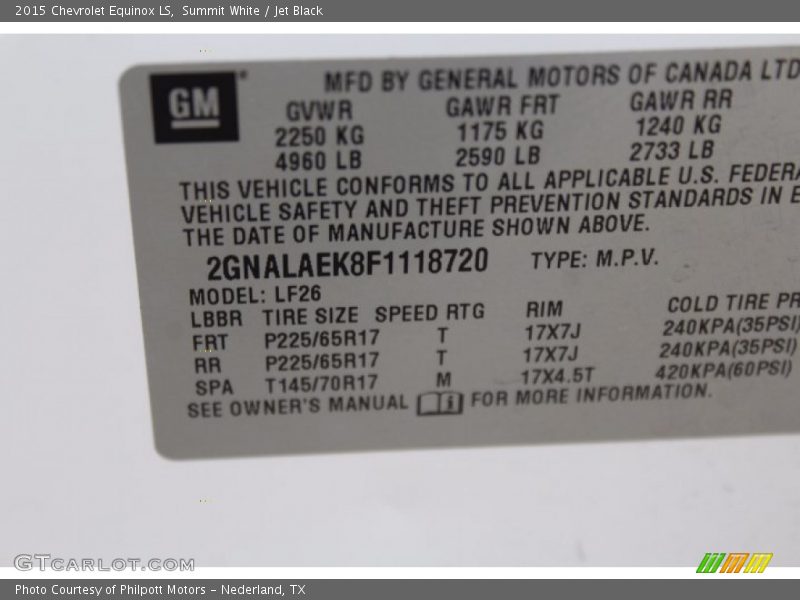 2015 Chevrolet Equinox LS, Summit White / Jet Black
GM
MFD BY GENERAL MOTORS OF CANADA LTD
GVWR GAWR FRT GAWR RR
2250 KG 1175 KG 1240 KG
4960 LB 2590 LB 2733 LB
THIS VEHICLE CONFORMS TO ALL APPLICABLE U.S. FEDERA
VEHICLE SAFETY AND THEFT PREVENTION STANDARDS IN E
THE DATE OF MANUFACTURE SHOWN ABOVE.
2GNALAEK8F1118720 TYPE: M.P.V.
MODEL: LF26
LBBR TIRE SIZE SPEED RTG RIM COLD TIRE PR
FRT P225/65R17 T 17X7J 240KPA(35PSI)
RR P225/65R17 T 17X7J 240KPA(35PSI)
SPA T145/70R17 M 17X4.5T 420KPA(60PSI)
SEE OWNER'S MANUAL FOR MORE INFORMATION.
GTCARLOT.COM
Photo Courtesy of Philpott Motors - Nederland, TX